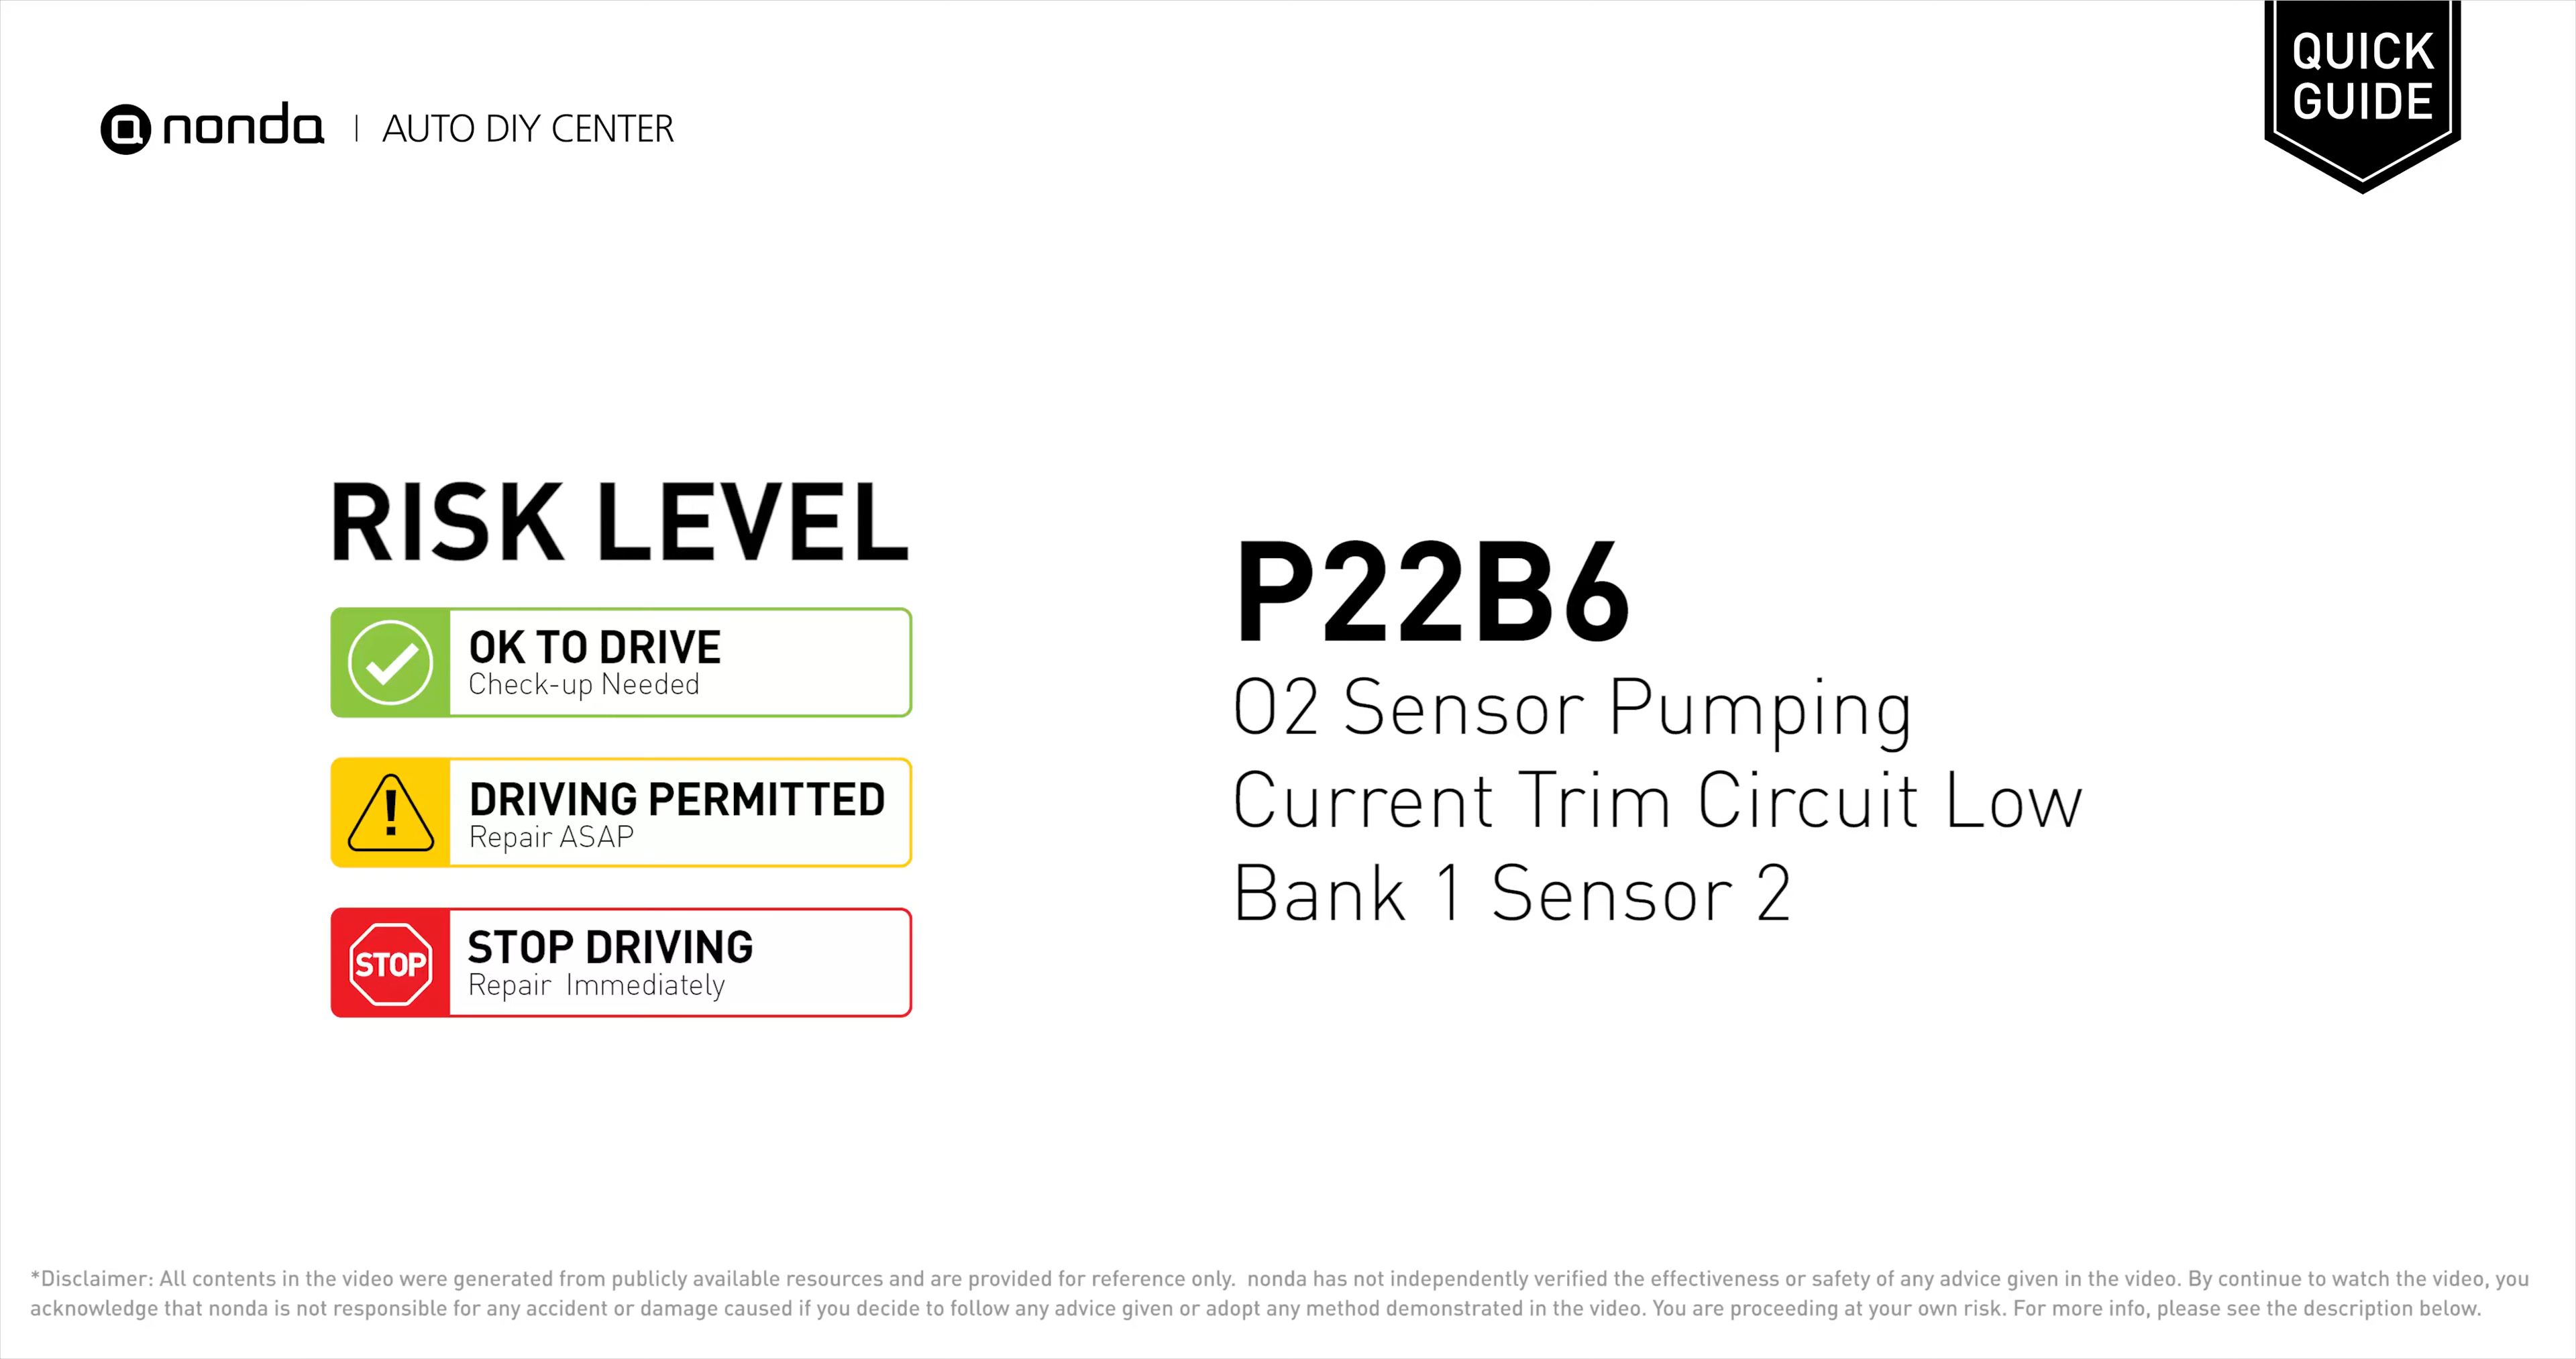 nonda | AUTO DIY CENTER
QUICK
GUIDE
RISK LEVEL
OK TO DRIVE
Check-up Needed
DRIVING PERMITTED
Repair ASAP
STOP
STOP DRIVING
Repair Immediately
P22B6
O2 Sensor Pumping
Current Trim Circuit Low
Bank 1 Sensor 2
*Disclaimer: All contents in the video were generated from publicly available resources and are provided for reference only. nonda has not independently verified the effectiveness or safety of any advice given in the video. By continue to watch the video, you
acknowledge that nonda is not responsible for any accident or damage caused if you decide to follow any advice given or adopt any method demonstrated in the video. You are proceeding at your own risk. For more info, please see the description below.